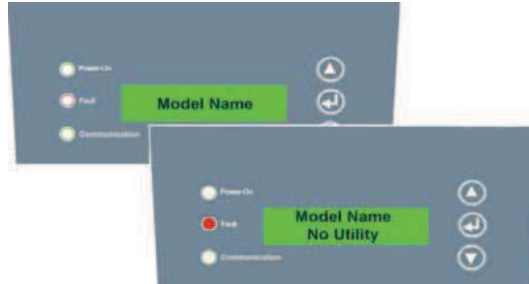 Power-On
Fault
Model Name
Communication
Power-On
Fault
Model Name
No Utility
Communication